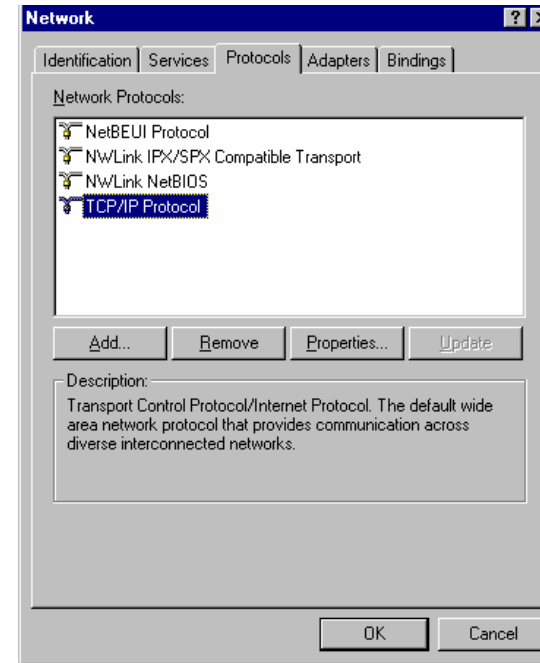 Network
Identification Services Protocols Adapters Bindings
Network Protocols:
NetBEUI Protocol
NWLink IPX/SPX Compatible Transport
NWLink NetBIOS
TCP/IP Protocol
Add... Remove Properties... Update
Description:
Transport Control Protocol/Internet Protocol. The default wide
area network protocol that provides communication across
diverse interconnected networks.
OK Cancel